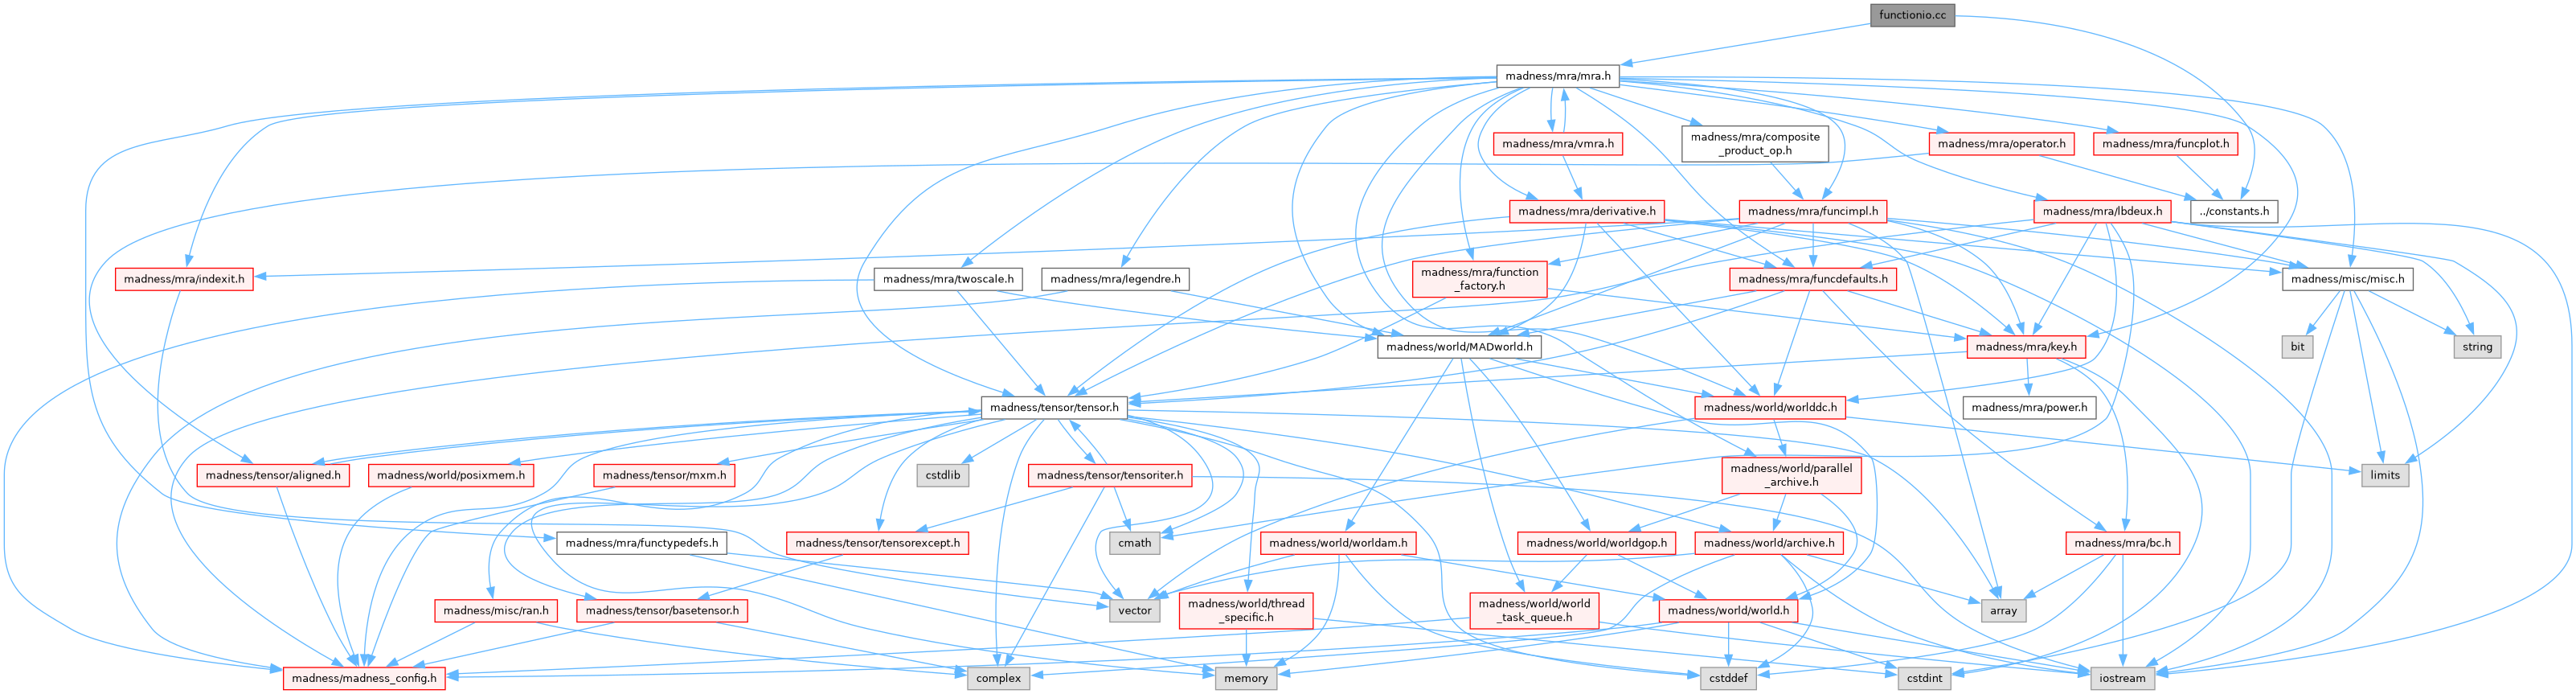 functionio.cc
madness/mra/mra.h
madness/mra/vmra.h
madness/mra/composite
_product_op.h
madness/mra/operator.h
madness/mra/funcplot.h
madness/mra/derivative.h
madness/mra/funcimpl.h
madness/mra/lbdeux.h
../constants.h
madness/mra/indexit.h
madness/mra/twoscale.h
madness/mra/legendre.h
madness/mra/function
_factory.h
madness/mra/funcdefaults.h
madness/misc/misc.h
madness/world/MADworld.h
madness/mra/key.h
bit
string
madness/tensor/tensor.h
madness/world/worlddc.h
madness/mra/power.h
madness/tensor/aligned.h
madness/world/posixmem.h
madness/tensor/mxm.h
cstdlib
madness/tensor/tensoriter.h
madness/world/parallel
_archive.h
limits
madness/mra/functypedefs.h
madness/tensor/tensorexcept.h
cmath
madness/world/worldam.h
madness/world/worldgop.h
madness/world/archive.h
madness/mra/bc.h
madness/misc/ran.h
madness/tensor/basetensor.h
vector
madness/world/thread
_specific.h
madness/world/world
_task_queue.h
madness/world/world.h
array
madness/madness_config.h
complex
memory
cstddef
cstdint
iostream